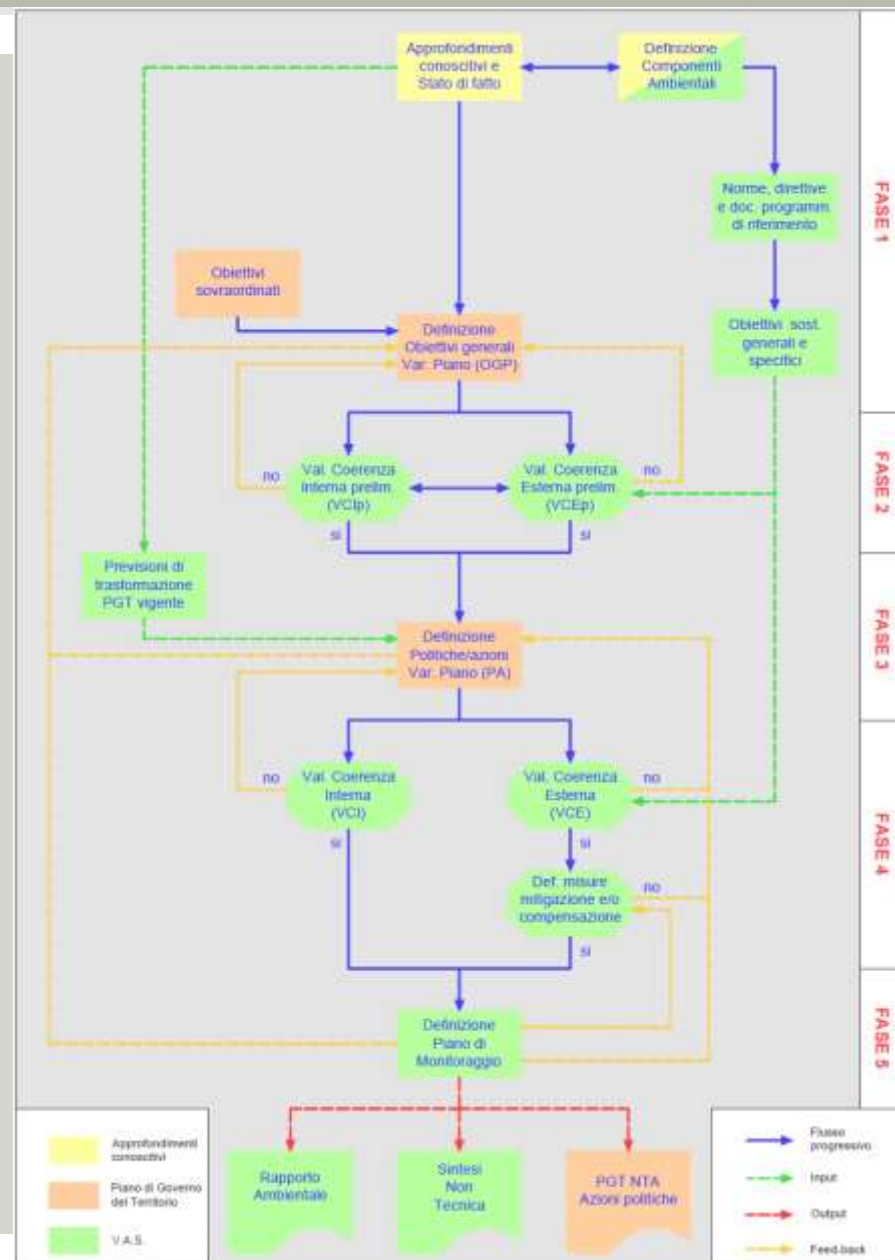 Approfondimenti
conoscitivi e
Stato di fatto
Definizione
Componenti
Ambientali
Norme, direttive
e doc. programm.
di riferimento
FASE 1
Obiettivi
sovraordinati
Definizione
Obiettivi generali
Var. Piano (OGP)
Obiettivi sost.
generali e
specifici
no
Val. Coerenza
Interna prelim.
(VCIp)
Val. Coerenza
Esterna prelim.
(VCEp)
no
FASE 2
si
si
Previsioni di
trasformazione
PGT vigente
Definizione
Politiche/azioni
Var. Piano (PA)
FASE 3
no
Val. Coerenza
Interna
(VCI)
Val. Coerenza
Esterna
(VCE)
no
si
si
FASE 4
Def. misure
mitigazione e/o
compensazione
no
si
Definizione
Piano di
Monitoraggio
FASE 5
Rapporto
Ambientale
Sintesi
Non
Tecnica
PGT NTA
Azioni politiche
Approfondimenti
conoscitivi
Piano di Governo
del Territorio
V.A.S.
Flusso
progressivo
Input
Output
Feed-back